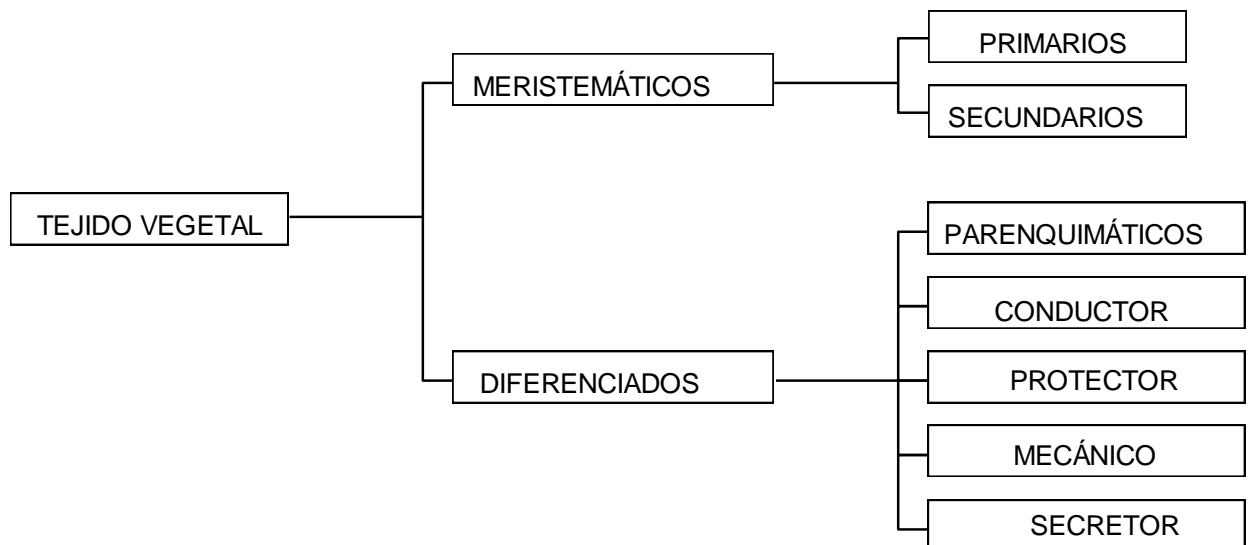 TEJIDO VEGETAL
MERISTEMÁTICOS
PRIMARIOS
SECUNDARIOS
DIFERENCIADOS
PARENQUIMÁTICOS
CONDUCTOR
PROTECTOR
MECÁNICO
SECRETOR